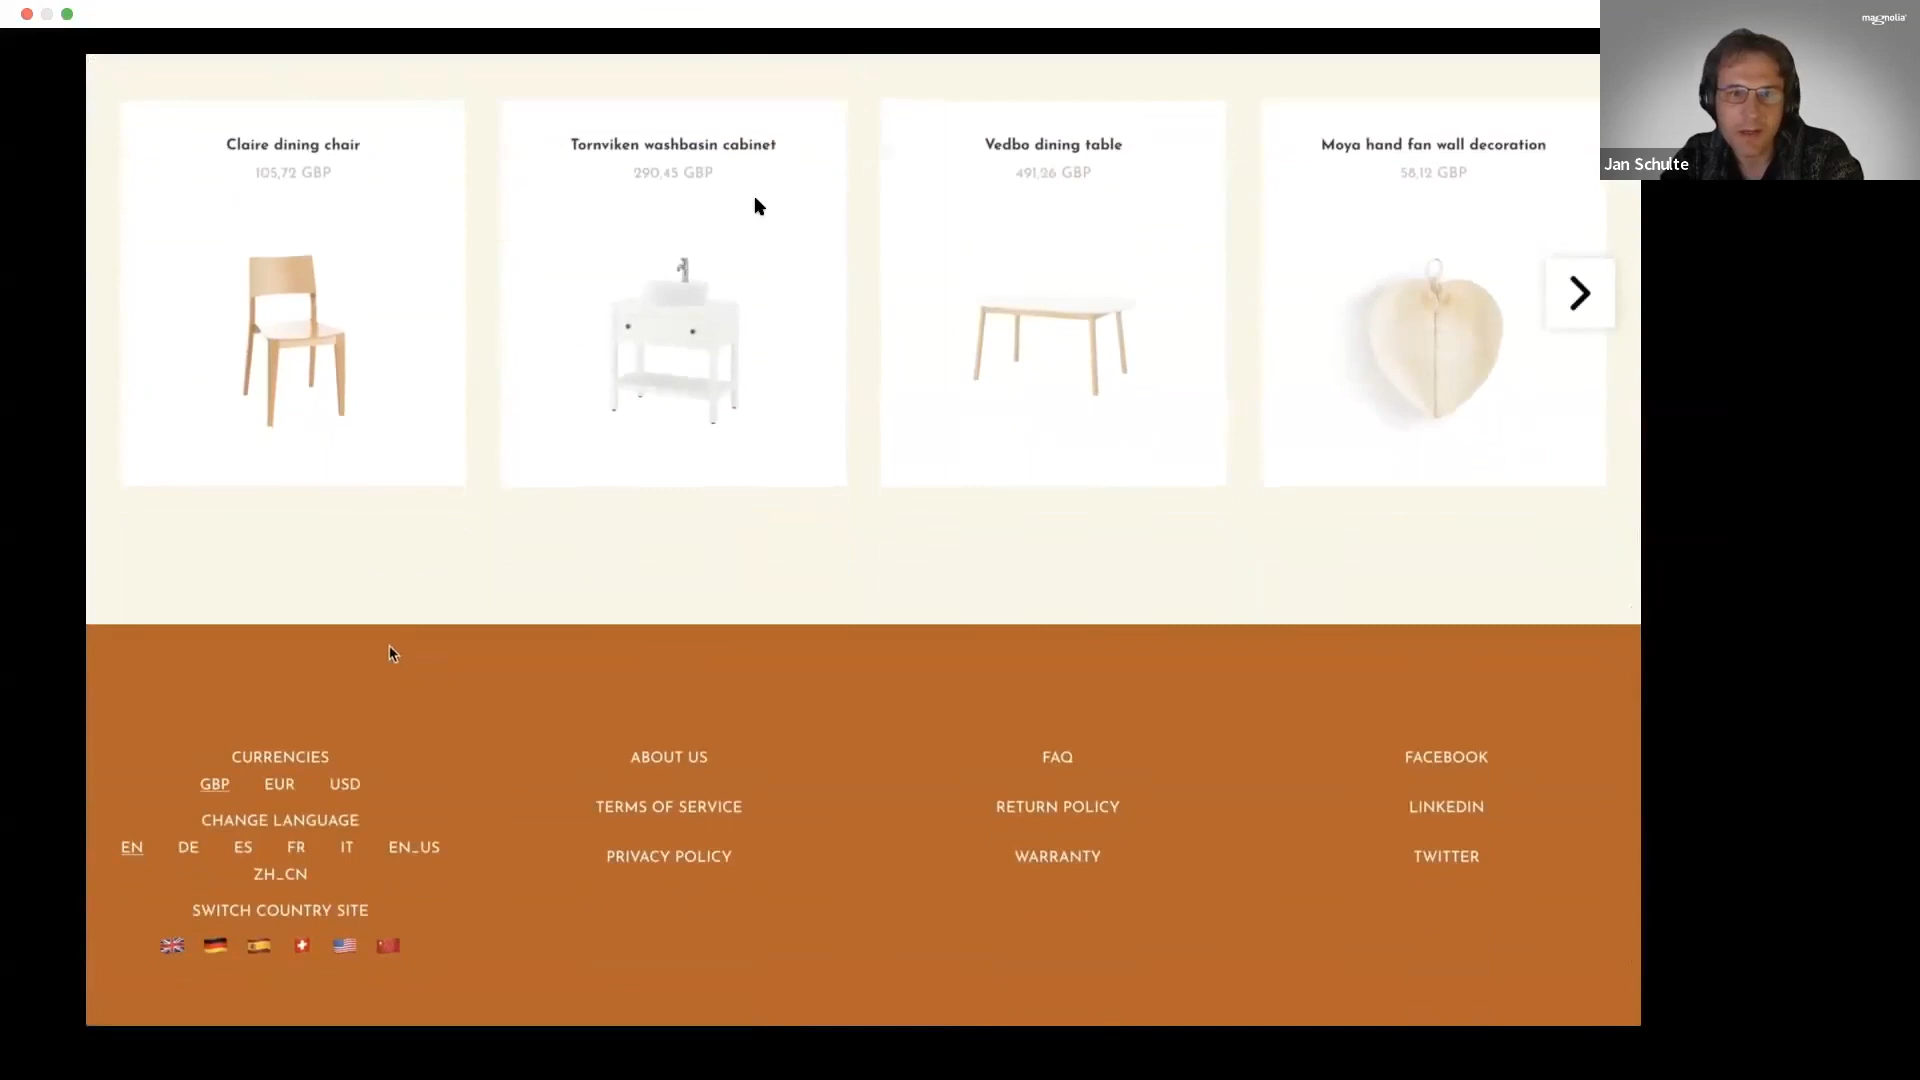 magnolia
Jan Schulte
Claire dining chair
105,72 GBP
Tornviken washbasin cabinet
290,45 GBP
Vedbo dining table
491,26 GBP
Moya hand fan wall decoration
58,12 GBP
CURRENCIES
GBP EUR USD
CHANGE LANGUAGE
EN DE ES FR IT EN_US
ZH_CN
SWITCH COUNTRY SITE
ABOUT US
TERMS OF SERVICE
PRIVACY POLICY
FAQ
RETURN POLICY
WARRANTY
FACEBOOK
LINKEDIN
TWITTER